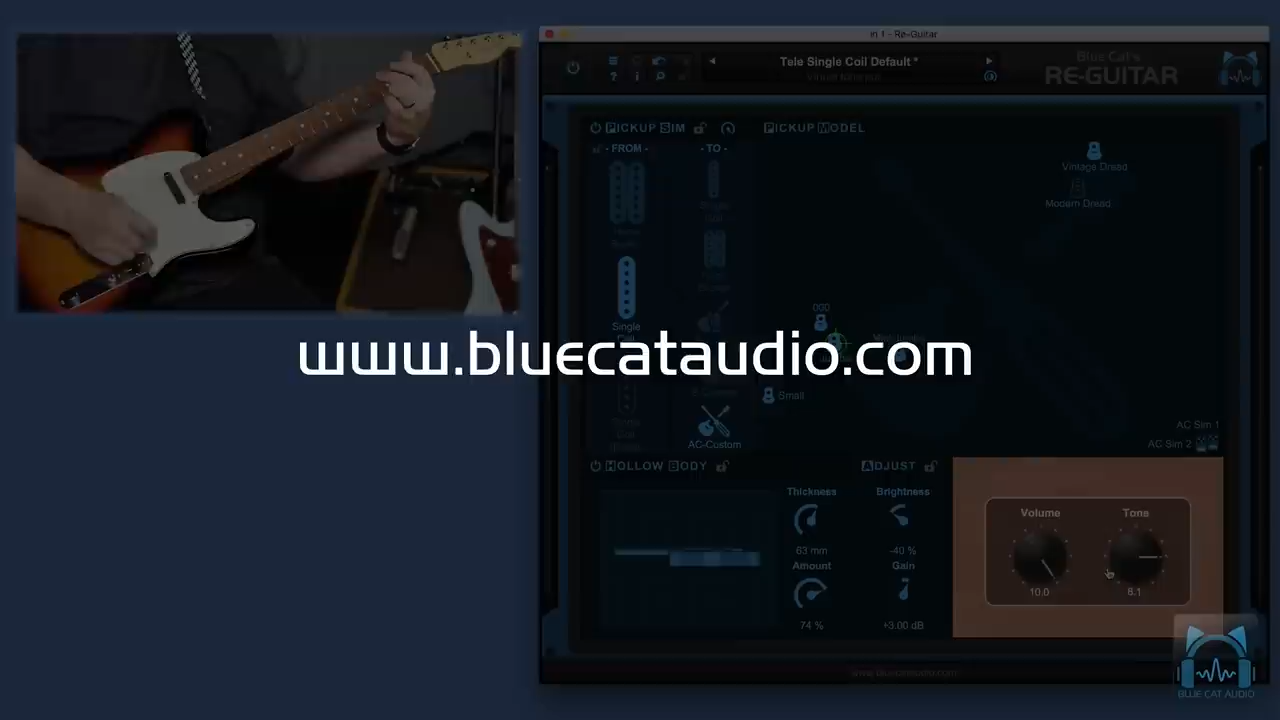 in 1 - Re-Guitar
Tele Single Coil Default *
Blue Cat's
RE-GUITAR
PICKUP SIM
PICKUP MODEL
- FROM -
- TO -
Vintage Dread
Modern Dread
000
Single
Small
AC-Custom
AC Sim 1
AC Sim 2
HOLLOW BODY
ADJUST
Thickness
Brightness
63 mm
-40 %
Amount
Gain
74 %
+3.00 dB
Volume
Tone
10.0
8.1
www.bluecataudio.com
www.bluecataudio.com
BLUE CAT AUDIO